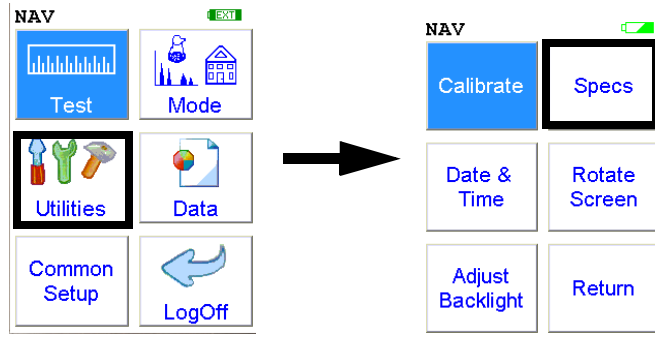 NAV
EXT
Test
Mode
Utilities
Data
Common
Setup
LogOff
NAV
Calibrate
Specs
Date &
Time
Rotate
Screen
Adjust
Backlight
Return